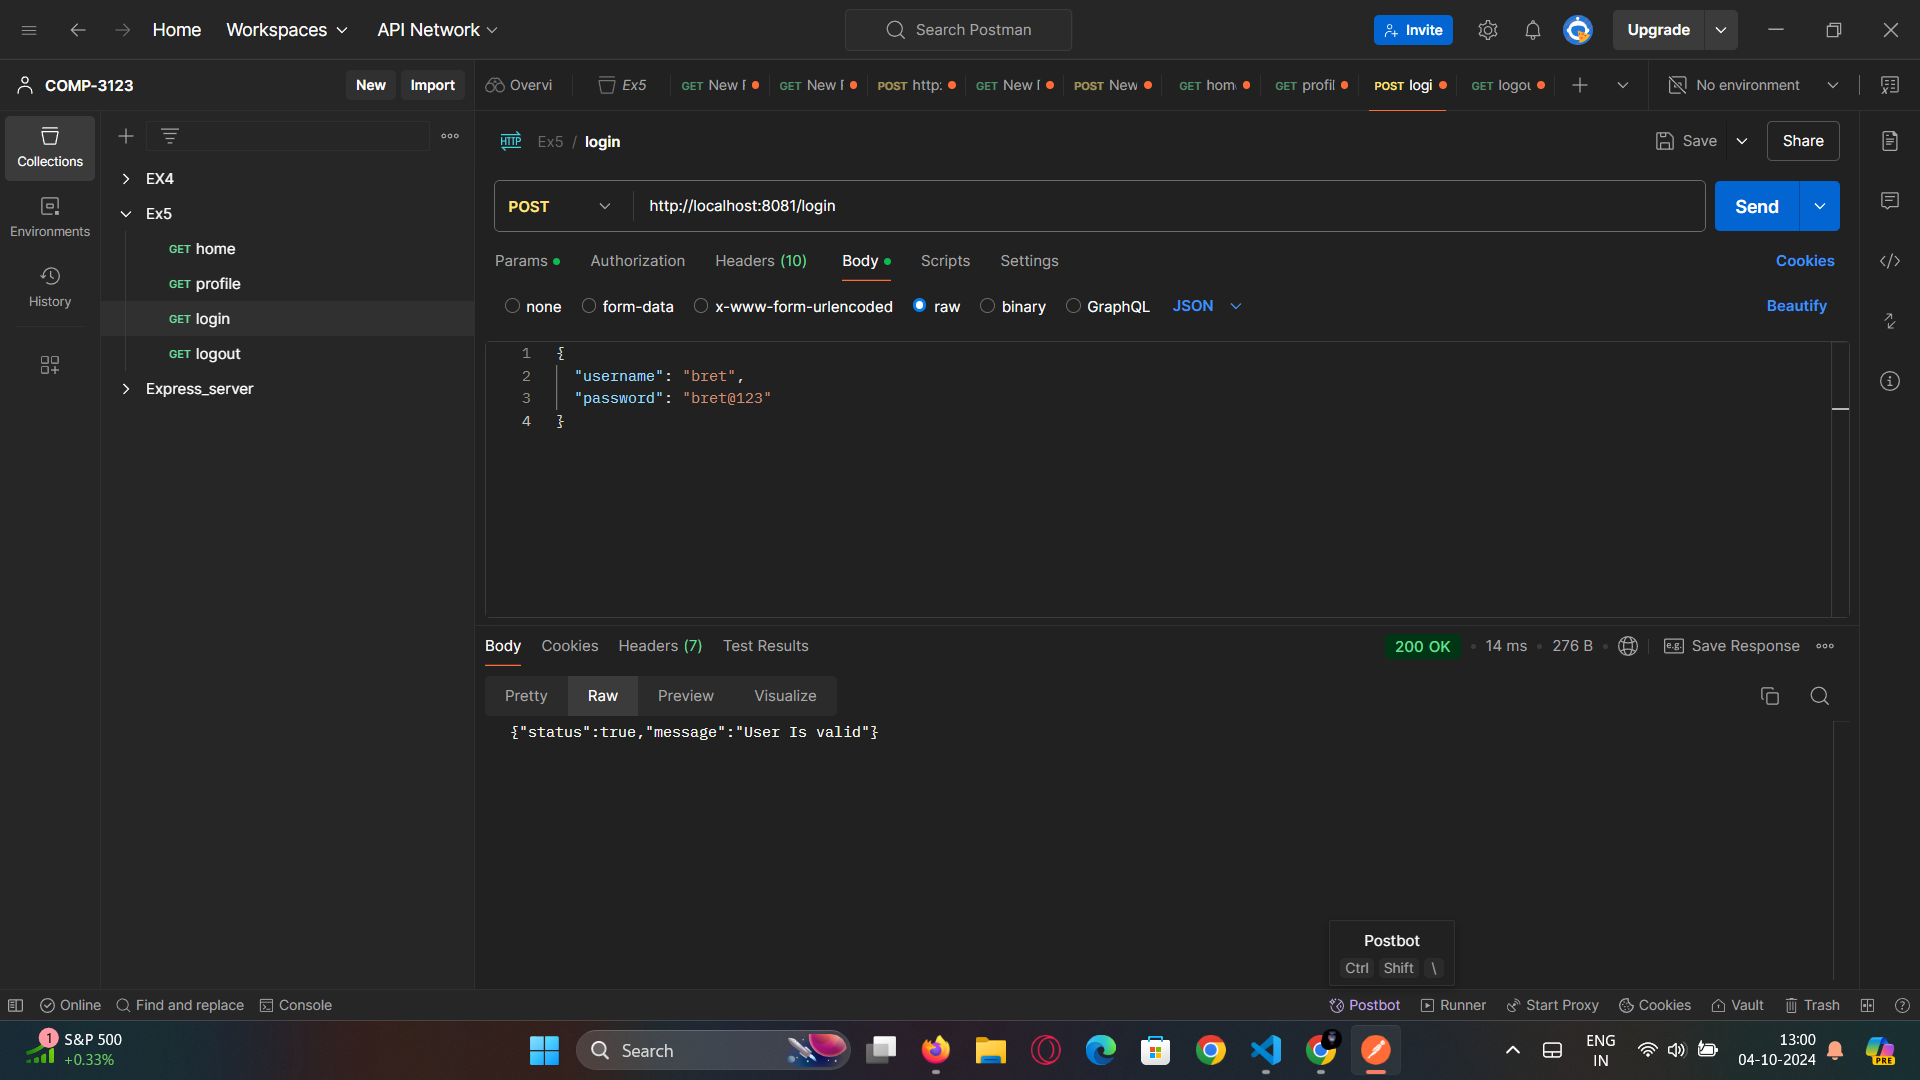 Home Workspaces API Network Search Postman Invite Upgrade
COMP-3123 New Import Overvi Ex5 GET New GET New POST http: GET New POST New GET hom GET profil POST logi GET logou No environment
Collections
Environments
History
EX4
Ex5
GET home
GET profile
GET login
GET logout
Express_server
HTTP Ex5 / login Save Share
POST http://localhost:8081/login Send
Params Authorization Headers (10) Body Scripts Settings Cookies
none form-data x-www-form-urlencoded raw binary GraphQL JSON Beautify
1 {
2 "username": "bret",
3 "password": "bret@123"
4 }
Body Cookies Headers (7) Test Results 200 OK 14 ms 276 B e.g. Save Response
Pretty Raw Preview Visualize
{"status":true,"message":"User Is valid"}
Postbot
Ctrl Shift \
Online Find and replace Console Postbot Runner Start Proxy Cookies Vault Trash
1 S&P 500
+0.33%
Search
ENG
IN
13:00
04-10-2024
PRE